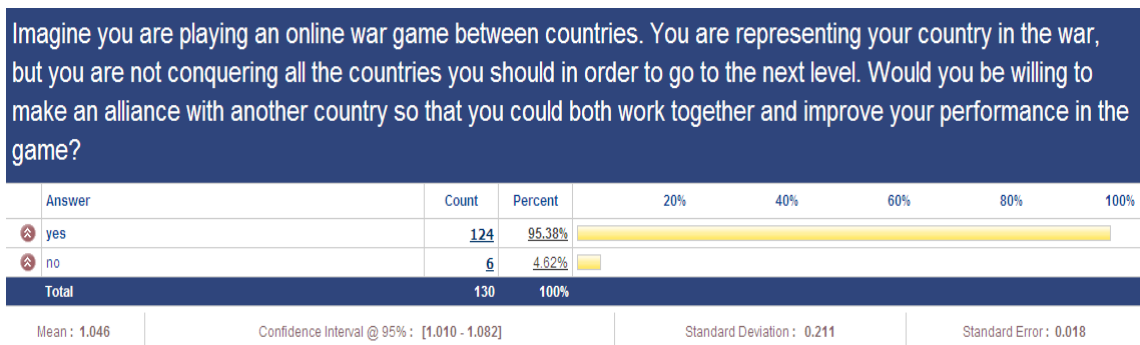 Imagine you are playing an online war game between countries. You are representing your country in the war,
but you are not conquering all the countries you should in order to go to the next level. Would you be willing to
make an alliance with another country so that you could both work together and improve your performance in the
game?
Answer Count Percent 20% 40% 60% 80% 100%
yes 124 95.38%
no 6 4.62%
Total 130 100%
Mean : 1.046 Confidence Interval @ 95% : [1.010 - 1.082] Standard Deviation : 0.211 Standard Error : 0.018